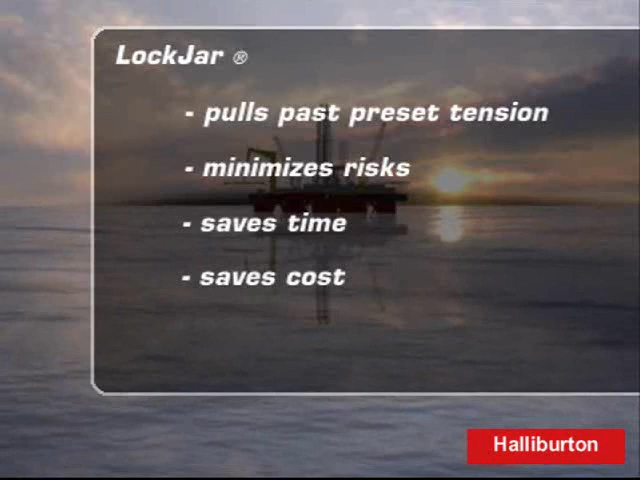 LockJar ®
- pulls past preset tension
- minimizes risks
- saves time
- saves cost
Halliburton